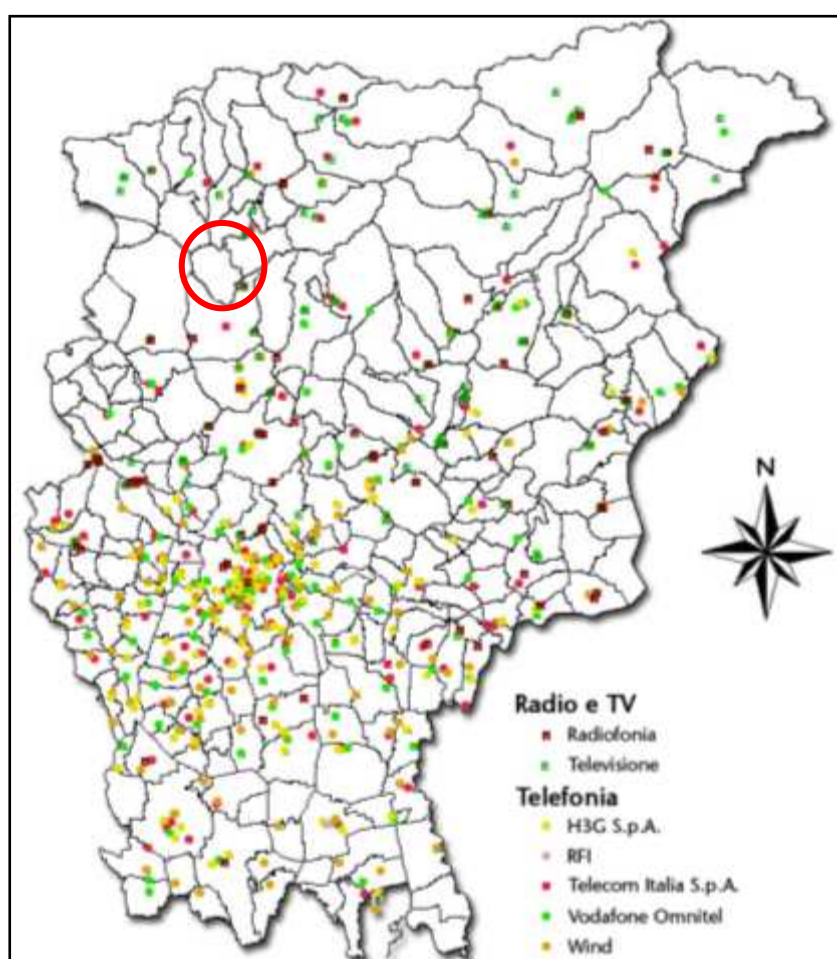 N
Radio e TV
Radiofonia
Televisione
Telefonia
H3G S.p.A.
RFI
Telecom Italia S.p.A.
Vodafone Omnitel
Wind